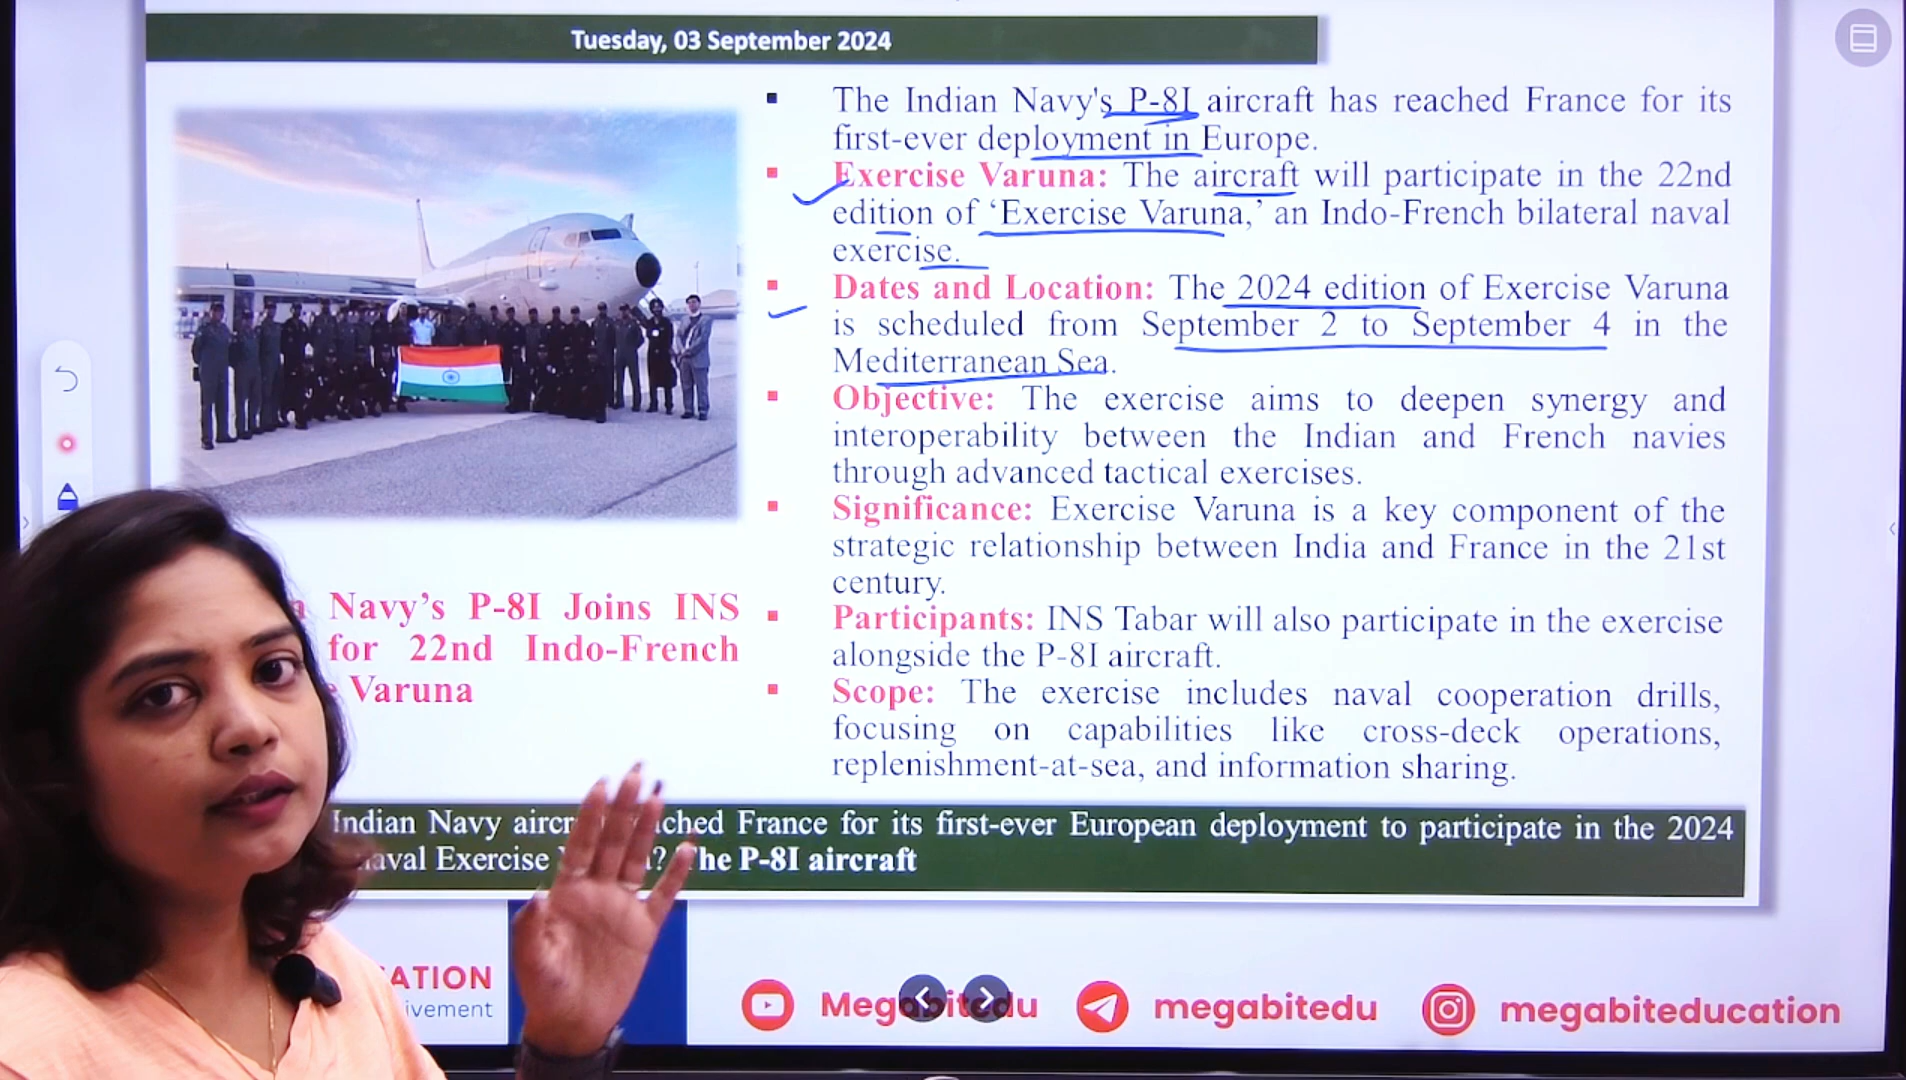 Tuesday, 03 September 2024
The Indian Navy's P-8I aircraft has reached France for its
first-ever deployment in Europe.
Exercise Varuna: The aircraft will participate in the 22nd
edition of ‘Exercise Varuna,’ an Indo-French bilateral naval
exercise.
Dates and Location: The 2024 edition of Exercise Varuna
is scheduled from September 2 to September 4 in the
Mediterranean Sea.
Objective: The exercise aims to deepen synergy and
interoperability between the Indian and French navies
through advanced tactical exercises.
Significance: Exercise Varuna is a key component of the
strategic relationship between India and France in the 21st
century.
Participants: INS Tabar will also participate in the exercise
alongside the P-8I aircraft.
Scope: The exercise includes naval cooperation drills,
focusing on capabilities like cross-deck operations,
replenishment-at-sea, and information sharing.
Navy’s P-8I Joins INS
for 22nd Indo-French
Varuna
Indian Navy France for its first-ever European deployment to participate in the 2024
Exercise The P-8I aircraft
Megabitedu
megabitedu
megabiteducation